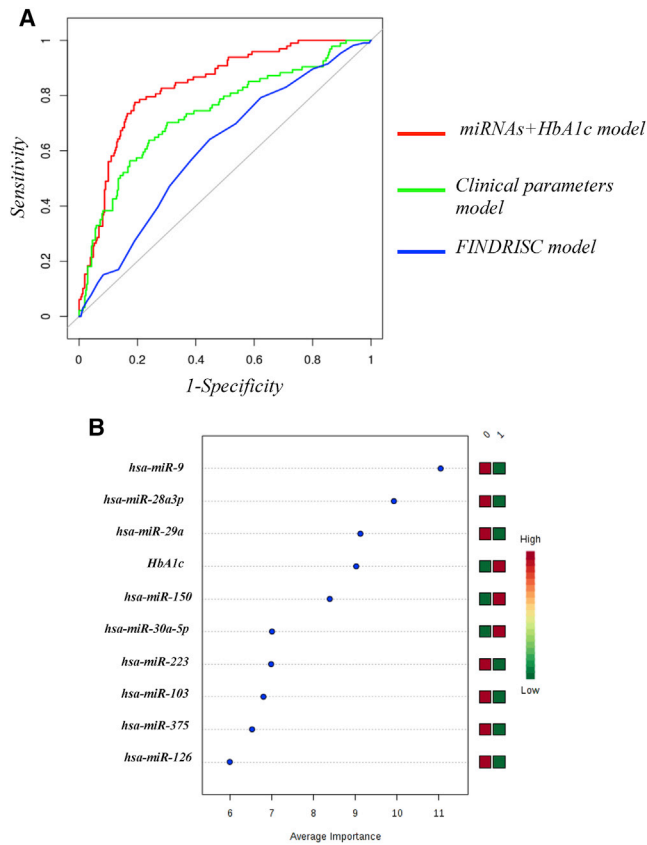 A
Sensitivity
0
0.2
0.4
0.6
0.8
1
0
0.2
0.4
0.6
0.8
1
1-Specificity
miRNAs+HbA1c model
Clinical parameters
model
FINDRISC model
B
0 1
hsa-miR-9
hsa-miR-28a3p
hsa-miR-29a
HbA1c
hsa-miR-150
hsa-miR-30a-5p
hsa-miR-223
hsa-miR-103
hsa-miR-375
hsa-miR-126
High
Low
6 7 8 9 10 11
Average Importance